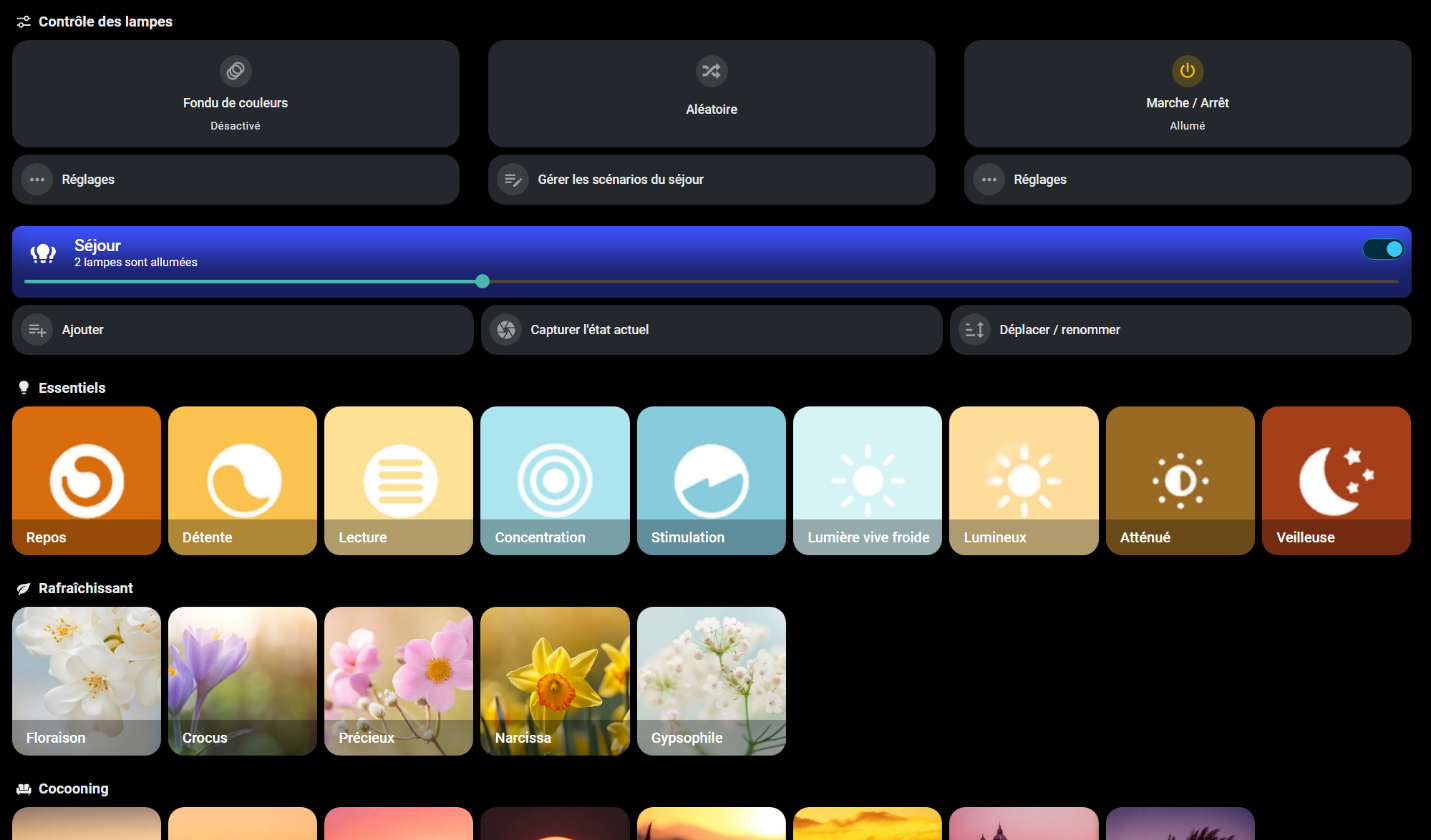 Contrôle des lampes
Fondu de couleurs
Désactivé
Aléatoire
Marche / Arrêt
Allumé
Réglages
Gérer les scénarios du séjour
Réglages
Séjour
2 lampes sont allumées
Ajouter
Capturer l'état actuel
Déplacer / renommer
Essentiels
Repos
Détente
Lecture
Concentration
Stimulation
Lumière vive froide
Lumineux
Atténué
Veilleuse
Rafraîchissant
Floraison
Crocus
Précieux
Narcissa
Gypsophile
Cocooning